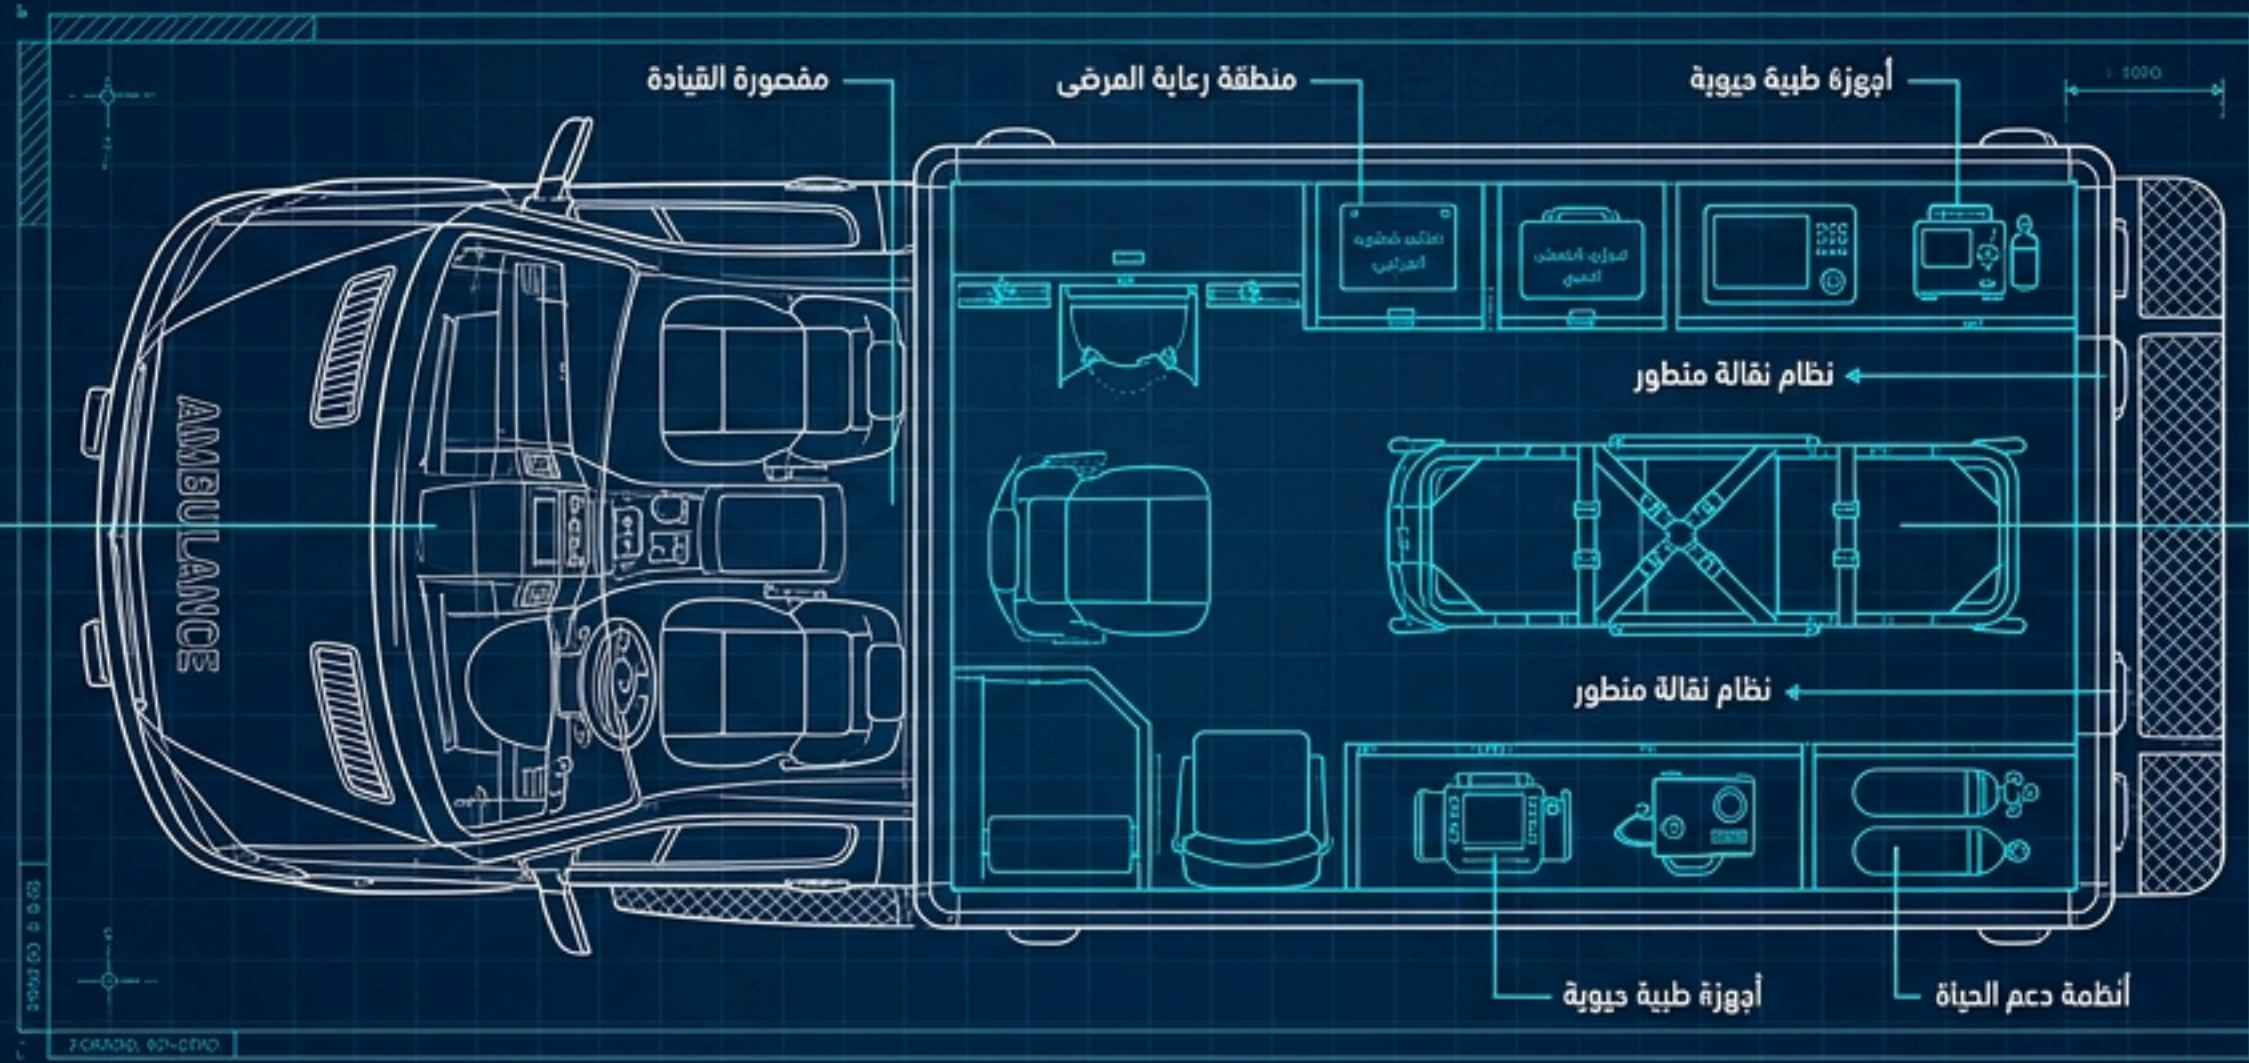 مقصورة القيادة
منطقة رعاية المرضى
أجهزة طبية حيوية
نظام نقالة متطور
AMBULANCE
نظام نقالة متطور
أجهزة طبية حيوية
أنظمة دعم الحياة